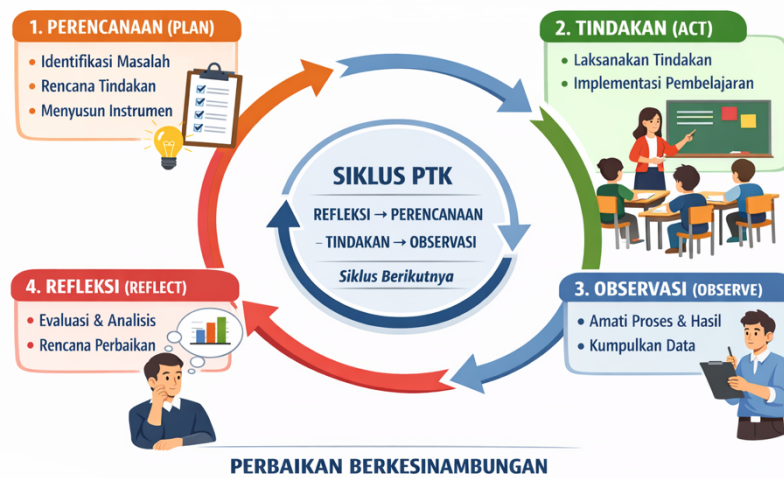 1. PERENCANAAN (PLAN)
• Identifikasi Masalah
• Rencana Tindakan
• Menyusun Instrumen
2. TINDAKAN (ACT)
• Laksanakan Tindakan
• Implementasi Pembelajaran
SIKLUS PTK
REFLEKSI → PERENCANAAN
– TINDAKAN → OBSERVASI
Siklus Berikutnya
3. OBSERVASI (OBSERVE)
• Amati Proses & Hasil
• Kumpulkan Data
4. REFLEKSI (REFLECT)
• Evaluasi & Analisis
• Rencana Perbaikan
PERBAIKAN BERKESINAMBUNGAN